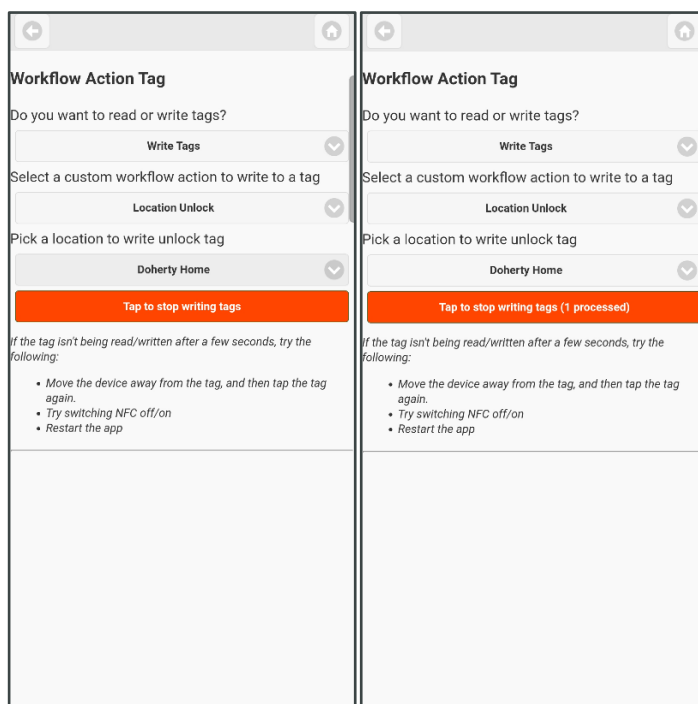 Workflow Action Tag
Do you want to read or write tags?
Write Tags
Select a custom workflow action to write to a tag
Location Unlock
Pick a location to write unlock tag
Doherty Home
Tap to stop writing tags
If the tag isn't being read/written after a few seconds, try the
following:
Move the device away from the tag, and then tap the tag
again.
Try switching NFC off/on
Restart the app
Workflow Action Tag
Do you want to read or write tags?
Write Tags
Select a custom workflow action to write to a tag
Location Unlock
Pick a location to write unlock tag
Doherty Home
Tap to stop writing tags (1 processed)
If the tag isn't being read/written after a few seconds, try the
following:
Move the device away from the tag, and then tap the tag
again.
Try switching NFC off/on
Restart the app